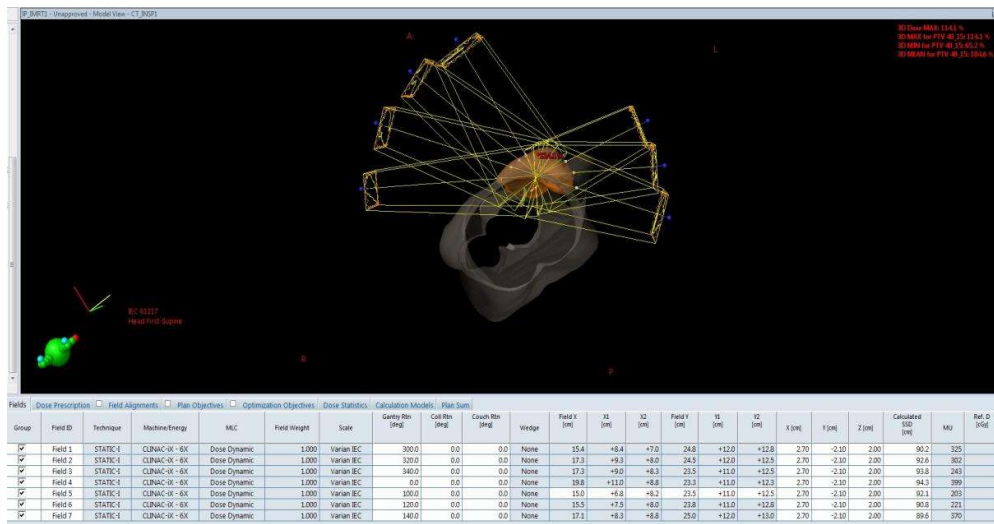 JP_IMRT1 - Unapproved - Model View - CT_INSP1
3D Dose MAX: 114.1 %
3D MAX for PTV 40_15: 114.1 %
3D MIN for PTV 40_15: 65.2 %
3D MEAN for PTV 40_15: 104.6 %
A
L
IEC 61217
Head First-Supine
R
P
Fields Dose Prescription Field Alignments Plan Objectives Optimization Objectives Dose Statistics Calculation Models Plan Sum
Group Field ID Technique Machine/Energy MLC Field Weight Scale Gantry Rtn [deg] Coll Rtn [deg] Couch Rtn [deg] Wedge Field X [cm] X1 [cm] X2 [cm] Field Y [cm] Y1 [cm] Y2 [cm] X [cm] Y [cm] Z [cm] Calculated SSD [cm] MU Ref. D [cGy]
Field 1 STATIC-I CLINAC-iX - 6X Dose Dynamic 1.000 Varian IEC 300.0 0.0 0.0 None 15.4 +8.4 +7.0 24.8 +12.0 +12.8 2.70 -2.10 2.00 90.2 325
Field 2 STATIC-I CLINAC-iX - 6X Dose Dynamic 1.000 Varian IEC 320.0 0.0 0.0 None 17.3 +9.3 +8.0 24.5 +12.0 +12.5 2.70 -2.10 2.00 92.6 302
Field 3 STATIC-I CLINAC-iX - 6X Dose Dynamic 1.000 Varian IEC 340.0 0.0 0.0 None 17.3 +9.0 +8.3 23.5 +11.0 +12.5 2.70 -2.10 2.00 93.8 243
Field 4 STATIC-I CLINAC-iX - 6X Dose Dynamic 1.000 Varian IEC 0.0 0.0 0.0 None 19.8 +11.0 +8.8 23.3 +11.0 +12.3 2.70 -2.10 2.00 94.3 399
Field 5 STATIC-I CLINAC-iX - 6X Dose Dynamic 1.000 Varian IEC 100.0 0.0 0.0 None 15.0 +6.8 +8.2 23.5 +11.0 +12.5 2.70 -2.10 2.00 92.1 203
Field 6 STATIC-I CLINAC-iX - 6X Dose Dynamic 1.000 Varian IEC 120.0 0.0 0.0 None 15.5 +7.5 +8.0 23.8 +11.0 +12.8 2.70 -2.10 2.00 90.8 221
Field 7 STATIC-I CLINAC-iX - 6X Dose Dynamic 1.000 Varian IEC 140.0 0.0 0.0 None 17.1 +8.3 +8.8 25.0 +12.0 +13.0 2.70 -2.10 2.00 89.6 370